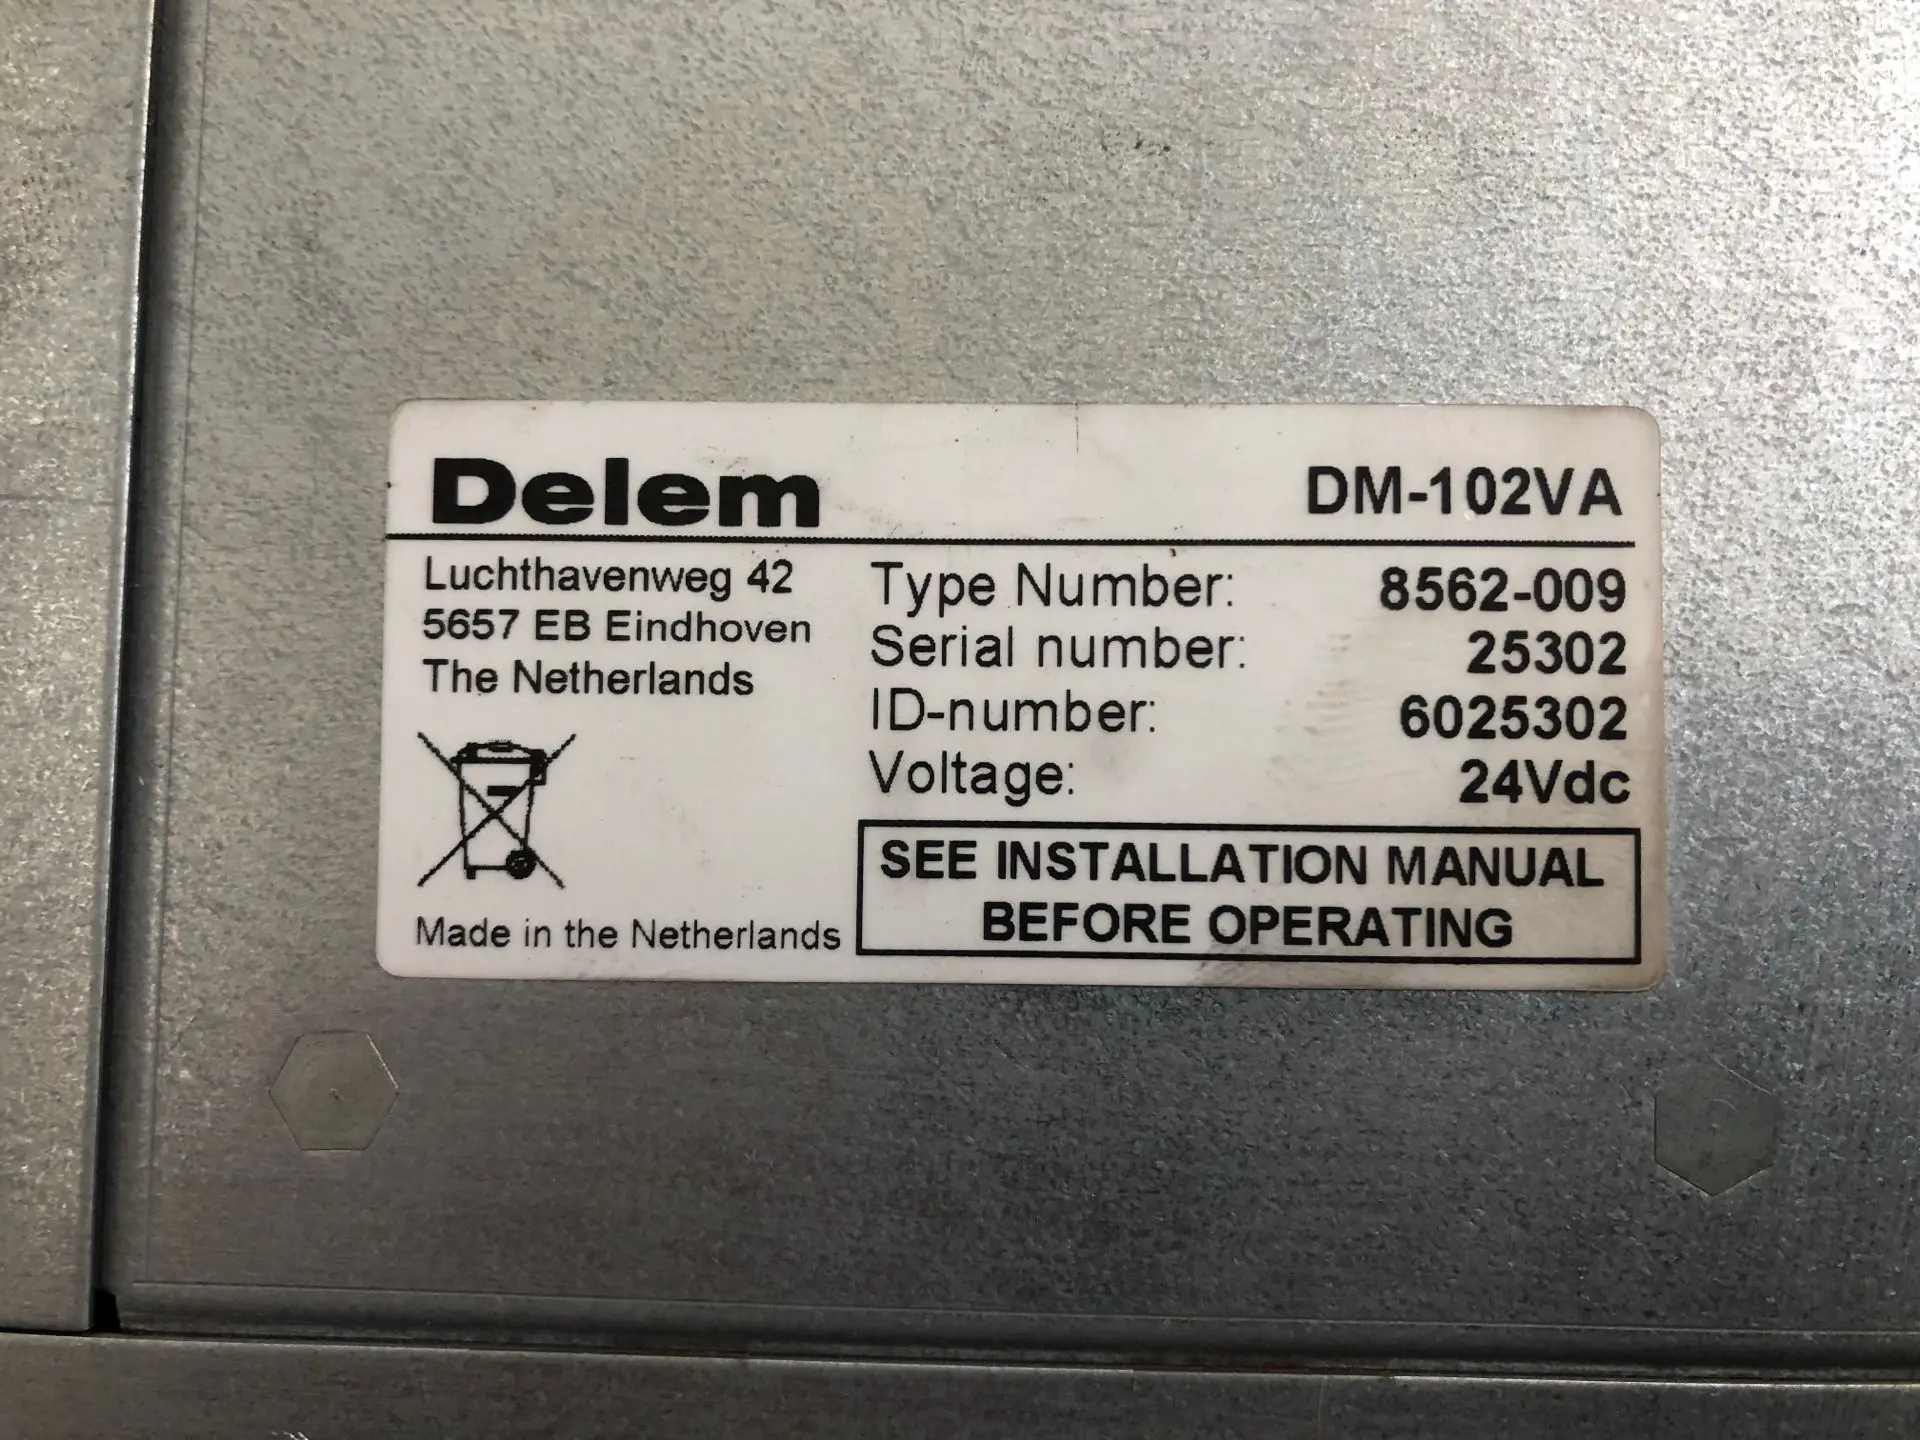 Delem DM-102VA
Luchthavenweg 42
5657 EB Eindhoven
The Netherlands
Made in the Netherlands
Type Number: 8562-009
Serial number: 25302
ID-number: 6025302
Voltage: 24Vdc
SEE INSTALLATION MANUAL
BEFORE OPERATING